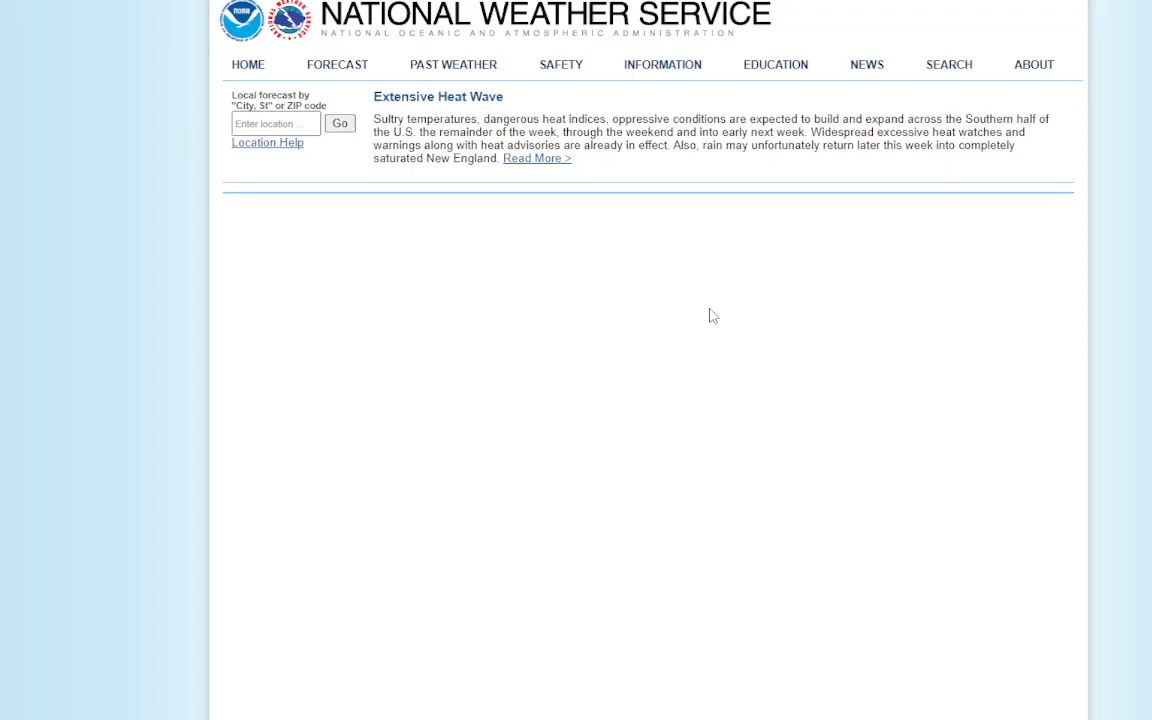 NATIONAL WEATHER SERVICE
NATIONAL OCEANIC AND ATMOSPHERIC ADMINISTRATION
HOME FORECAST PAST WEATHER SAFETY INFORMATION EDUCATION NEWS SEARCH ABOUT
Local forecast by
"City, St" or ZIP code
Enter location ... Go
Location Help
Extensive Heat Wave
Sultry temperatures, dangerous heat indices, oppressive conditions are expected to build and expand across the Southern half of
the U.S. the remainder of the week, through the weekend and into early next week. Widespread excessive heat watches and
warnings along with heat advisories are already in effect. Also, rain may unfortunately return later this week into completely
saturated New England. Read More >